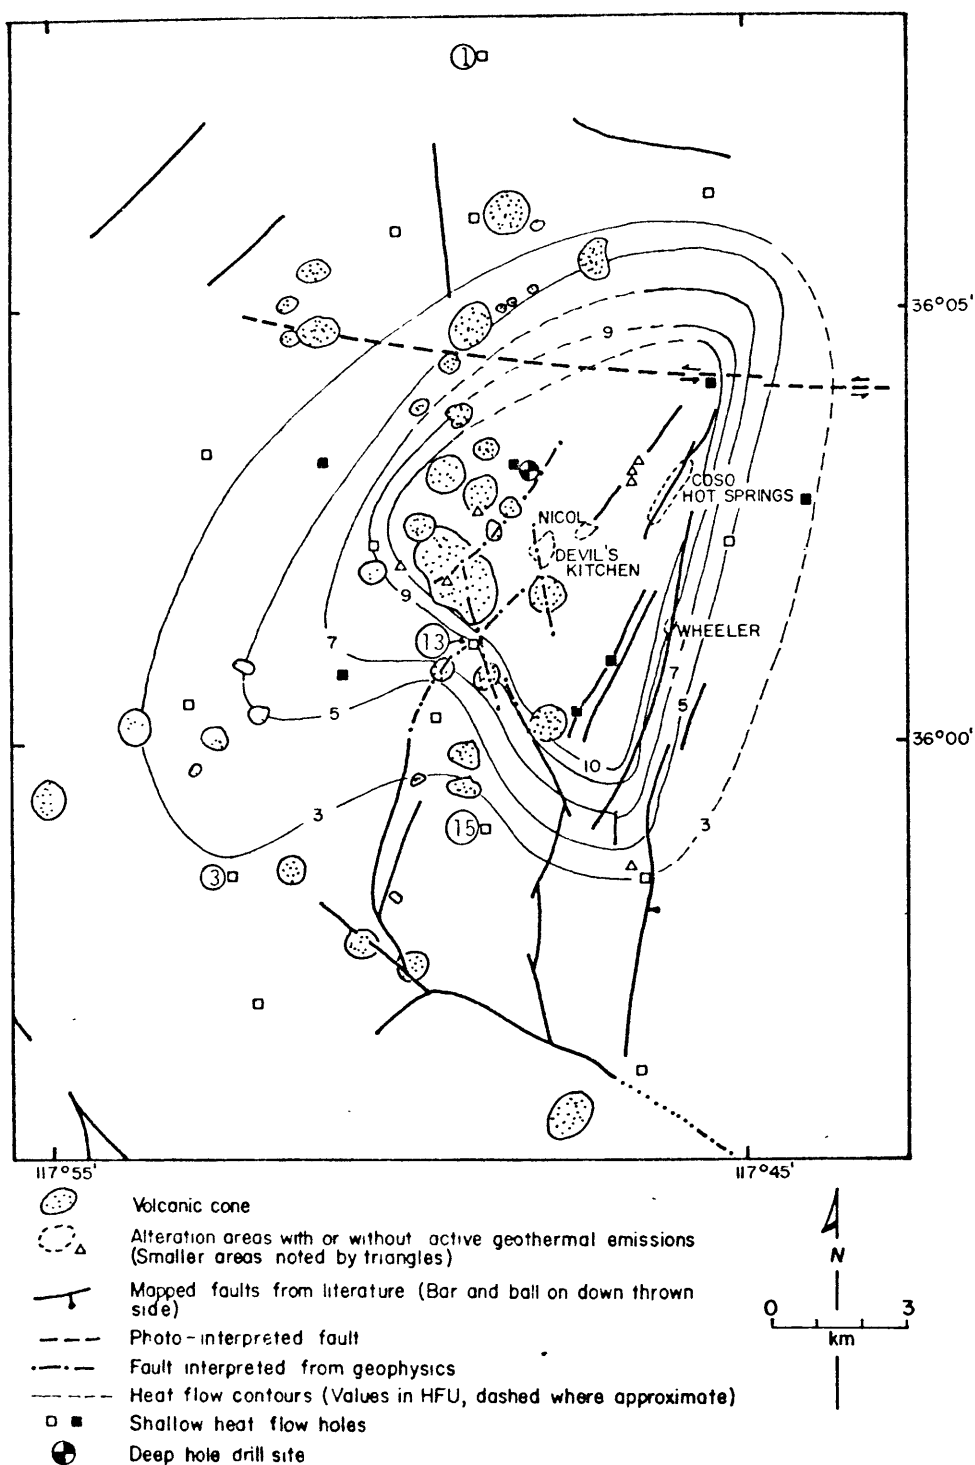 1
36°05'
9
COSO
HOT SPRINGS
NICOL
DEVIL'S
KITCHEN
9
13
WHEELER
7
7
5
5
36°00'
10
3
3
15
3
117°55'
117°45'
Volcanic cone
Alteration areas with or without active geothermal emissions
(Smaller areas noted by triangles)
Mapped faults from literature (Bar and ball on down thrown
side)
Photo-interpreted fault
Fault interpreted from geophysics
Heat flow contours (Values in HFU, dashed where approximate)
Shallow heat flow holes
Deep hole drill site
N
0 3
km